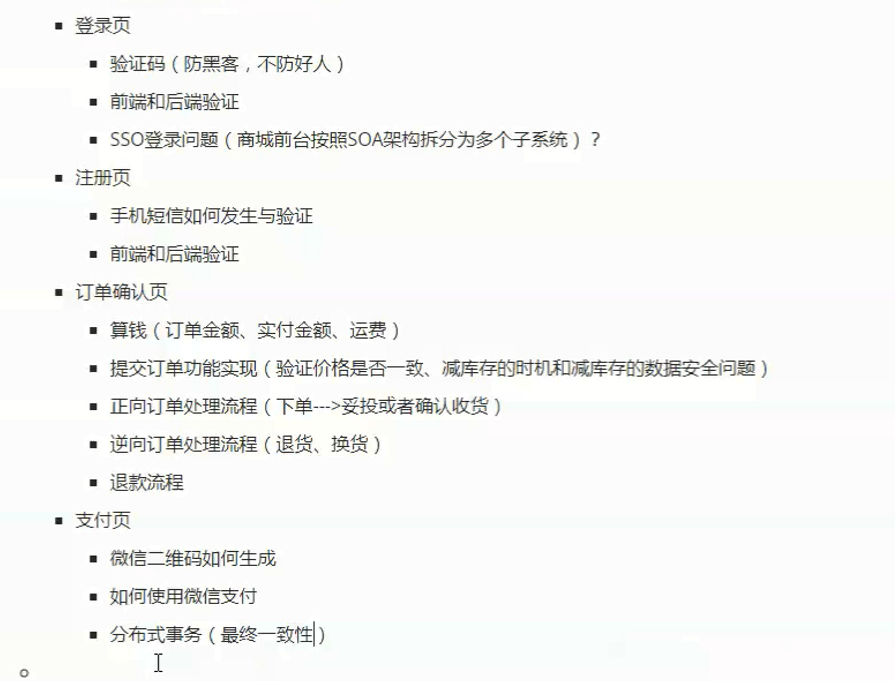 登录页
验证码（防黑客，不防好人）
前端和后端验证
SSO登录问题（商城前台按照SOA架构拆分为多个子系统）？
注册页
手机短信如何发生与验证
前端和后端验证
订单确认页
算钱（订单金额、实付金额、运费）
提交订单功能实现（验证价格是否一致、减库存的时机和减库存的数据安全问题）
正向订单处理流程（下单--->妥投或者确认收货）
逆向订单处理流程（退货、换货）
退款流程
支付页
微信二维码如何生成
如何使用微信支付
分布式事务（最终一致性）